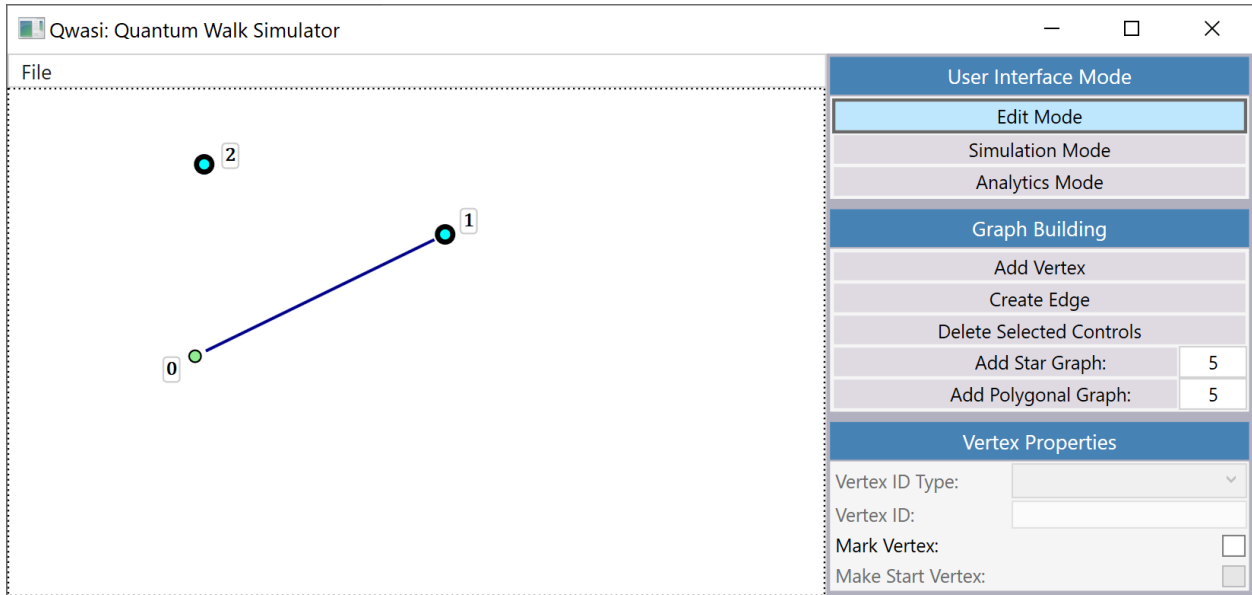 Qwasi: Quantum Walk Simulator
File
2
1
0
User Interface Mode
Edit Mode
Simulation Mode
Analytics Mode
Graph Building
Add Vertex
Create Edge
Delete Selected Controls
Add Star Graph: 5
Add Polygonal Graph: 5
Vertex Properties
Vertex ID Type:
Vertex ID:
Mark Vertex:
Make Start Vertex: